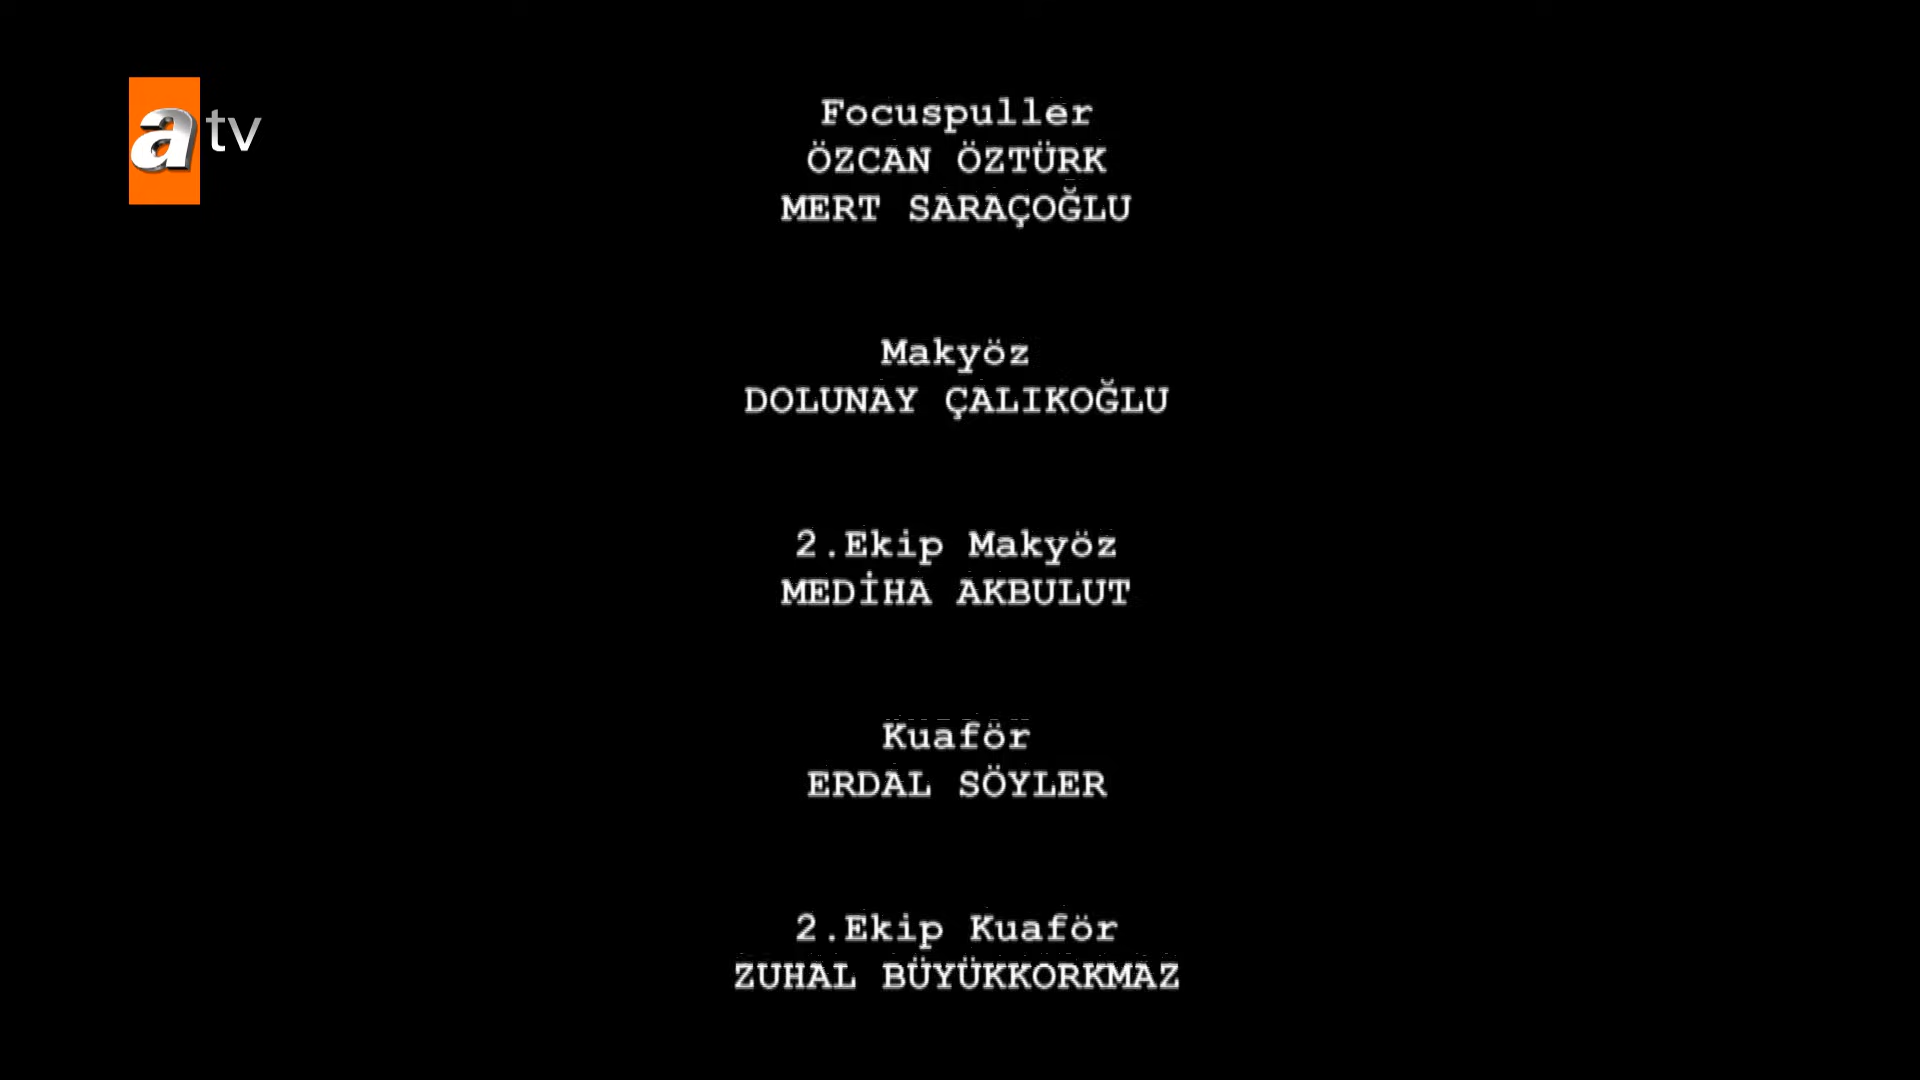 atv
Focuspuller
ÖZCAN ÖZTÜRK
MERT SARAÇOĞLU
Makyöz
DOLUNAY ÇALIKOĞLU
2.Ekip Makyöz
MEDİHA AKBULUT
Kuaför
ERDAL SÖYLER
2.Ekip Kuaför
ZUHAL BÜYÜKKORKMAZ